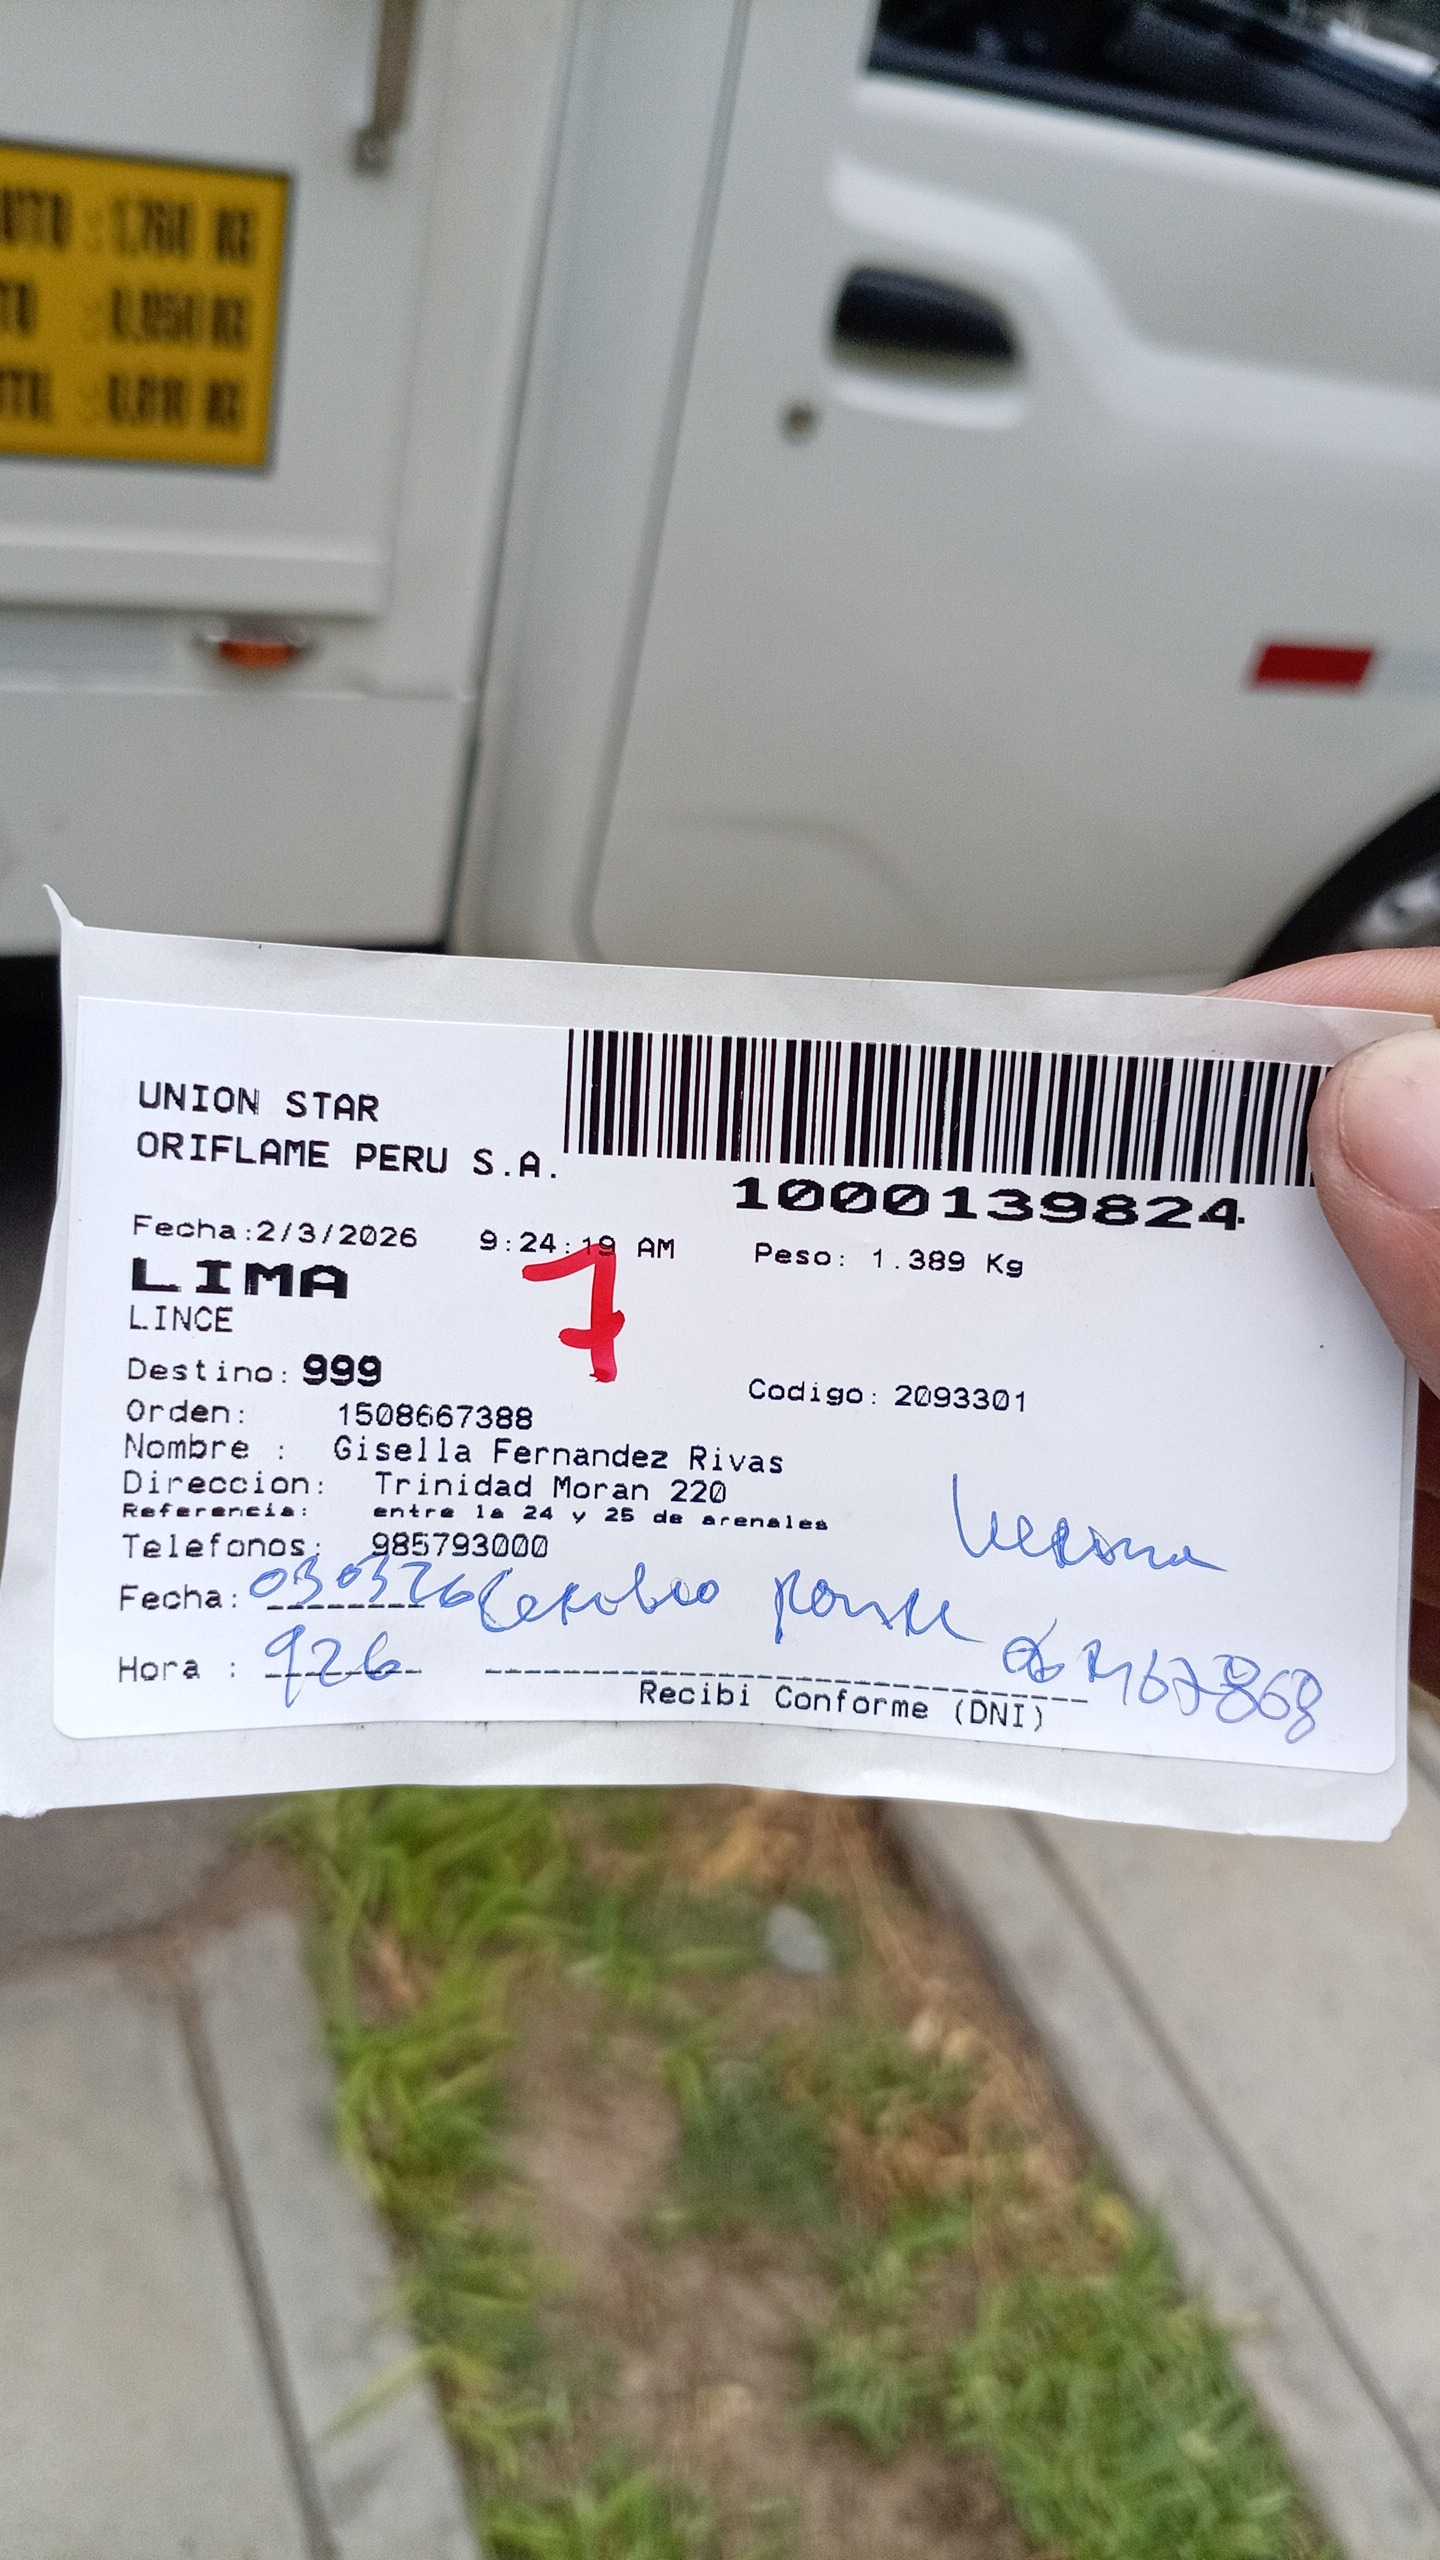 UNION STAR
ORIFLAME PERU S.A.
1000139824
Fecha:2/3/2026 9:24:19 AM Peso: 1.389 Kg
LIMA
7
LINCE
Destino: 999
Codigo: 2093301
Orden: 1508667388
Nombre : Gisella Fernandez Rivas
Direccion: Trinidad Moran 220
Referencia: entre la 24 y 25 de arenales
Telefonos: 985793000
Fecha: 030326
Hora : 926
Recibi Conforme (DNI)